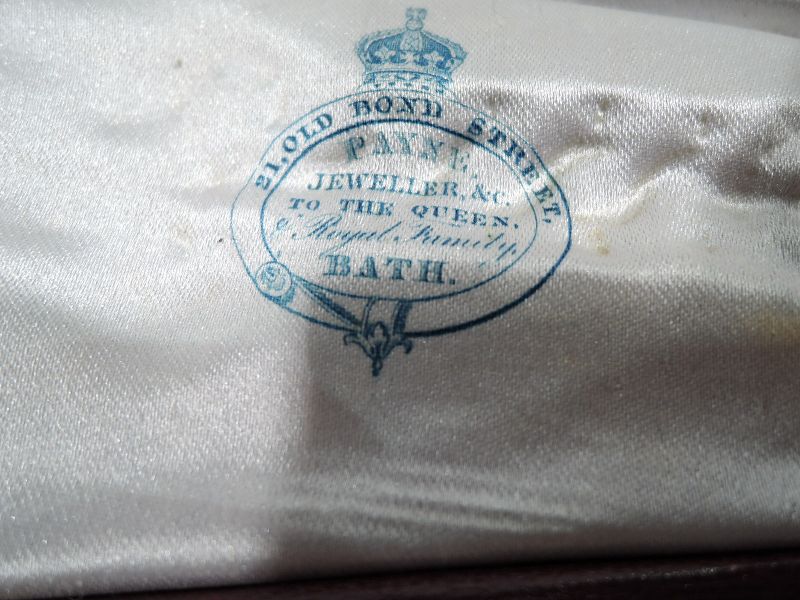 21, OLD BOND STREET,
PAYNE,
JEWELLER, &C.
TO THE QUEEN,
& Royal Family,
BATH.